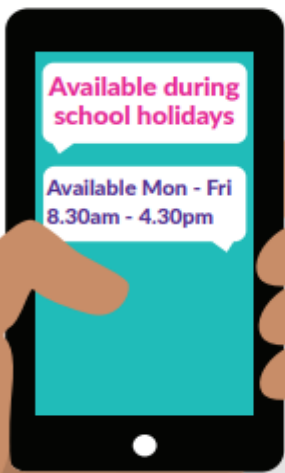 Available during
school holidays
Available Mon - Fri
8.30am - 4.30pm